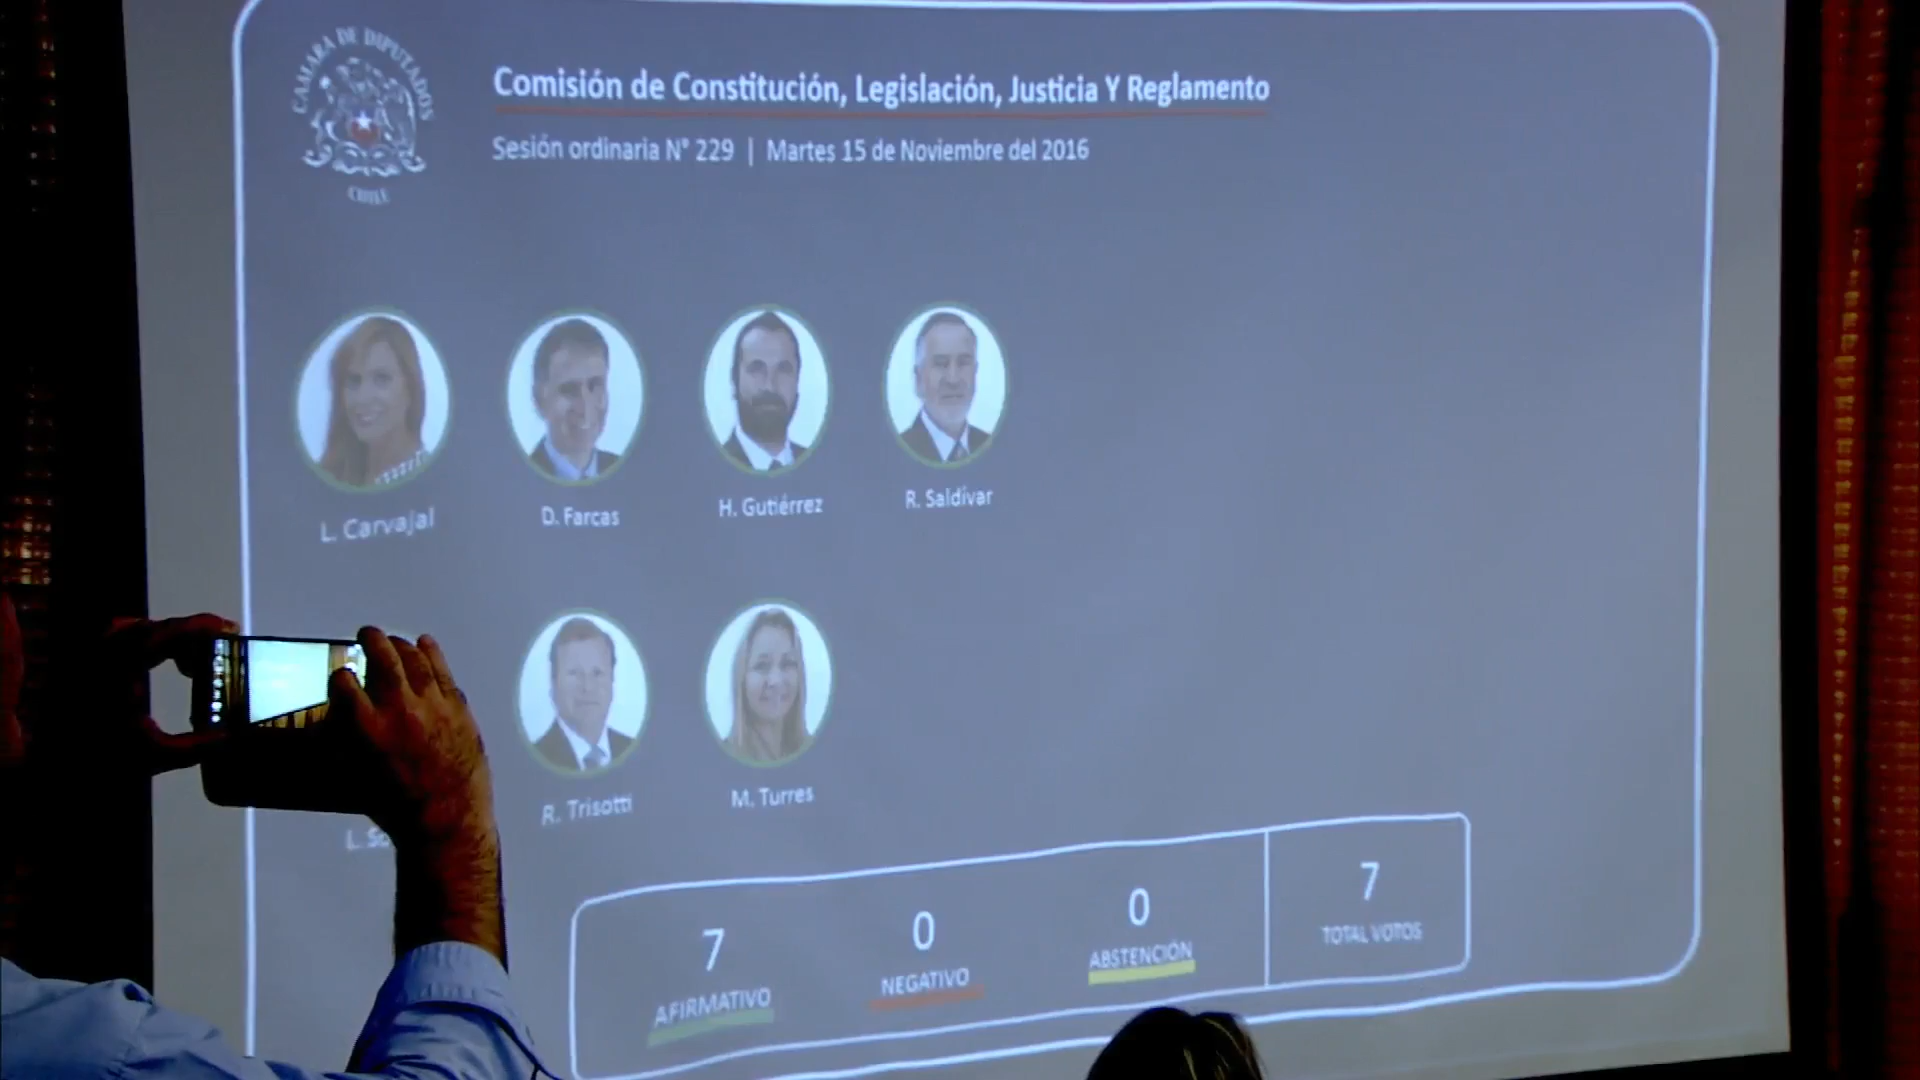 CAMARA DE DIPUTADOS
CHILE
Comisión de Constitución, Legislación, Justicia Y Reglamento
Sesión ordinaria N° 229 | Martes 15 de Noviembre del 2016
L. Carvajal
D. Farcas
H. Gutiérrez
R. Saldívar
L.
R. Trisotti
M. Turres
7
AFIRMATIVO
0
NEGATIVO
0
ABSTENCIÓN
7
TOTAL VOTOS